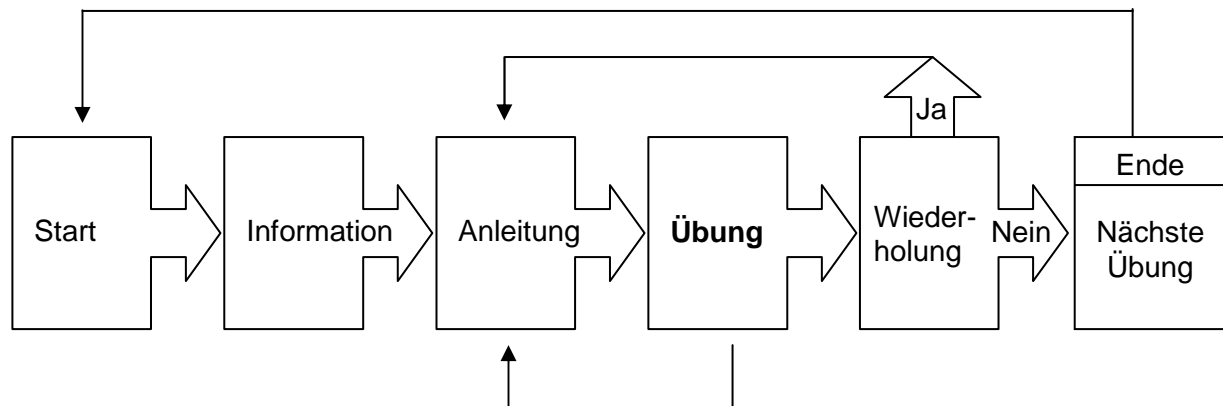 Ja
Start
Information
Anleitung
Übung
Wieder-
holung
Nein
Ende
Nächste
Übung